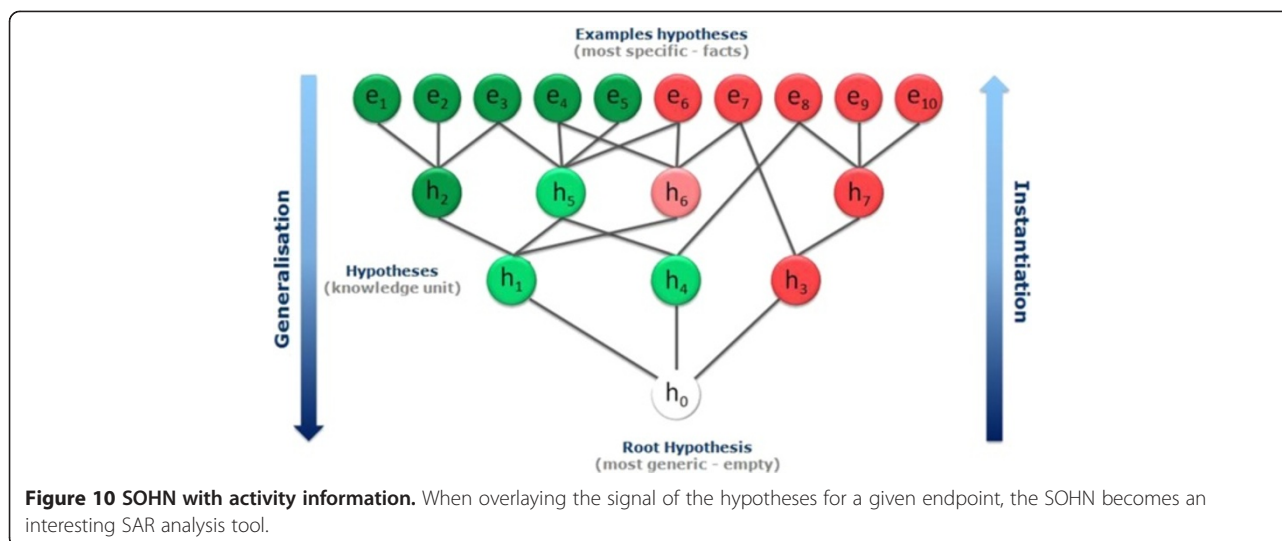 Examples hypotheses
(most specific - facts)
e1 e2 e3 e4 e5 e6 e7 e8 e9 e10
h2 h5 h6 h7
Generalisation
Instantiation
Hypotheses
(knowledge unit)
h1 h4 h3
h0
Root Hypothesis
(most generic - empty)
Figure 10 SOHN with activity information. When overlaying the signal of the hypotheses for a given endpoint, the SOHN becomes an
interesting SAR analysis tool.